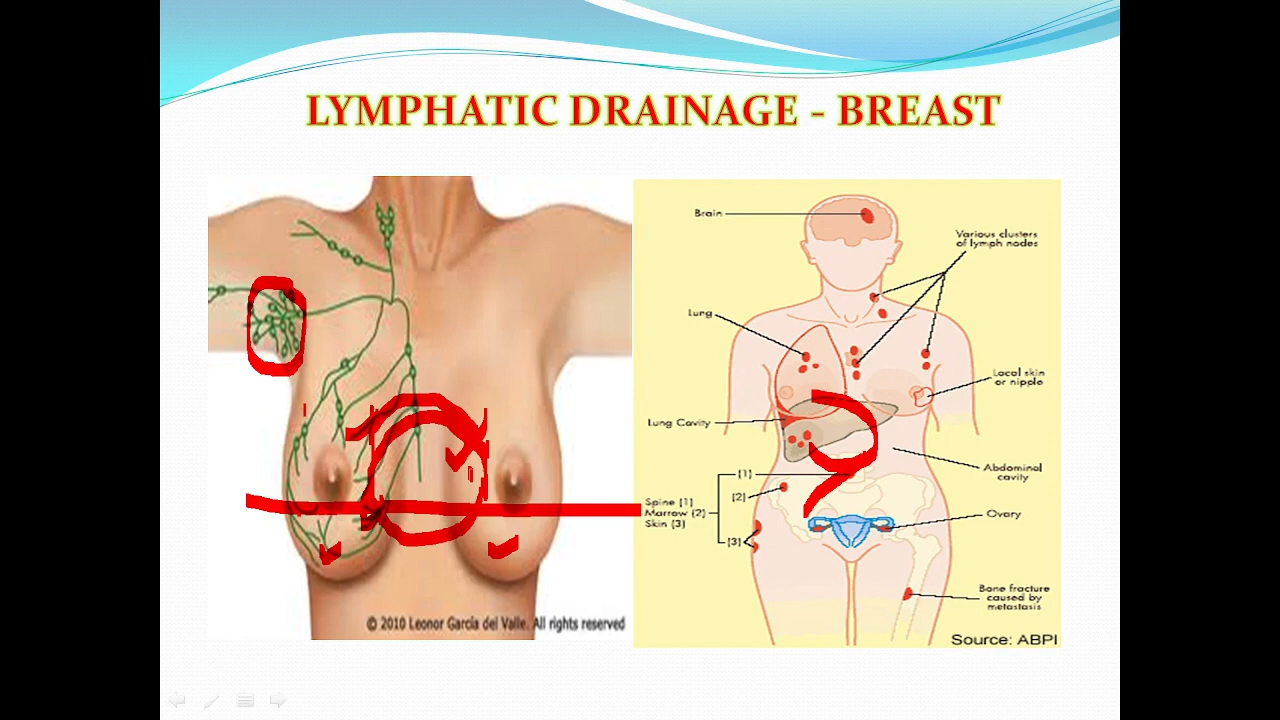 LYMPHATIC DRAINAGE - BREAST
Brain
Various clusters
of lymph nodes
Lung
Local skin
or nipple
Lung Cavity
Abdominal
cavity
(1)
(2)
Spine (1)
Marrow (2)
Skin (3)
(3)
Ovary
Bone fracture
caused by
metastasis
© 2010 Leonor Garcia del Valle. All rights reserved
Source: ABPI